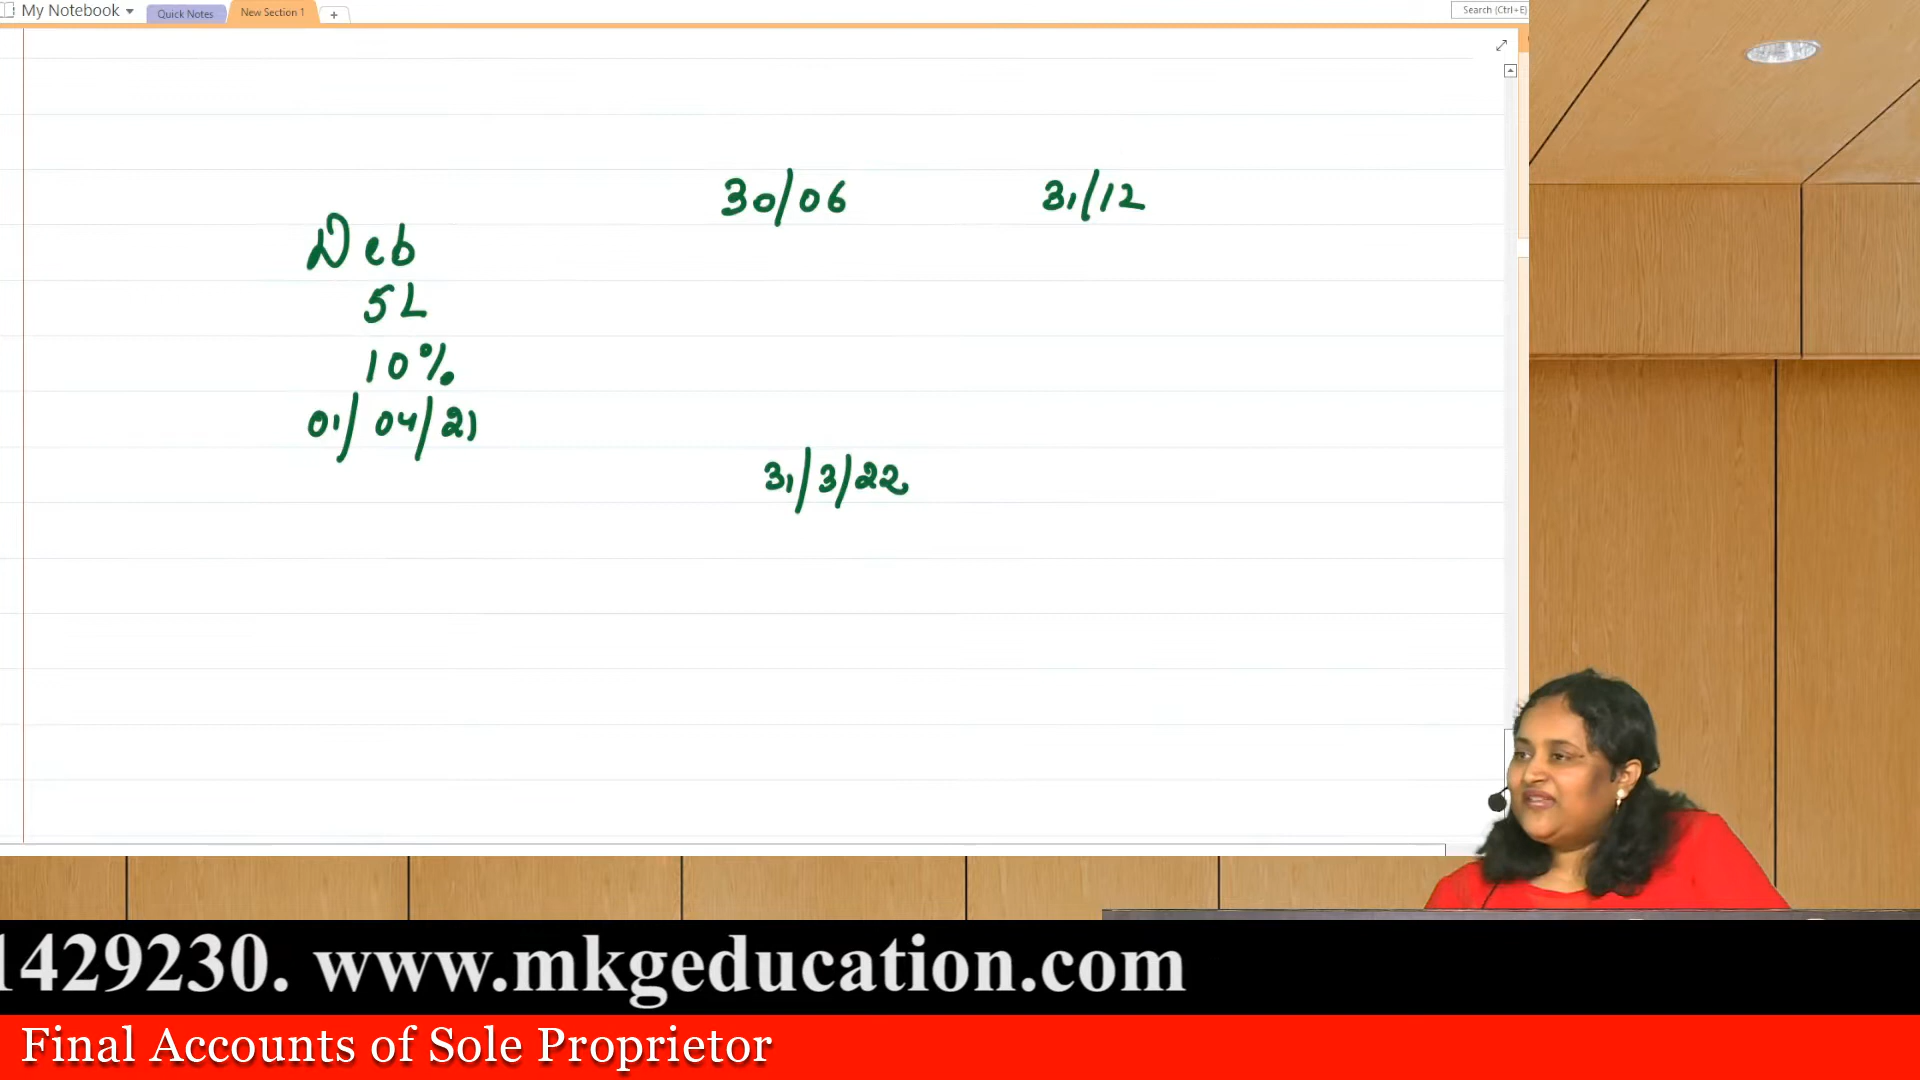 My Notebook
Quick Notes
New Section 1
Search (Ctrl+E)
30/06
31/12
Deb
5L
10%
01/04/21
31/3/22
1429230. www.mkgeducation.com
Final Accounts of Sole Proprietor